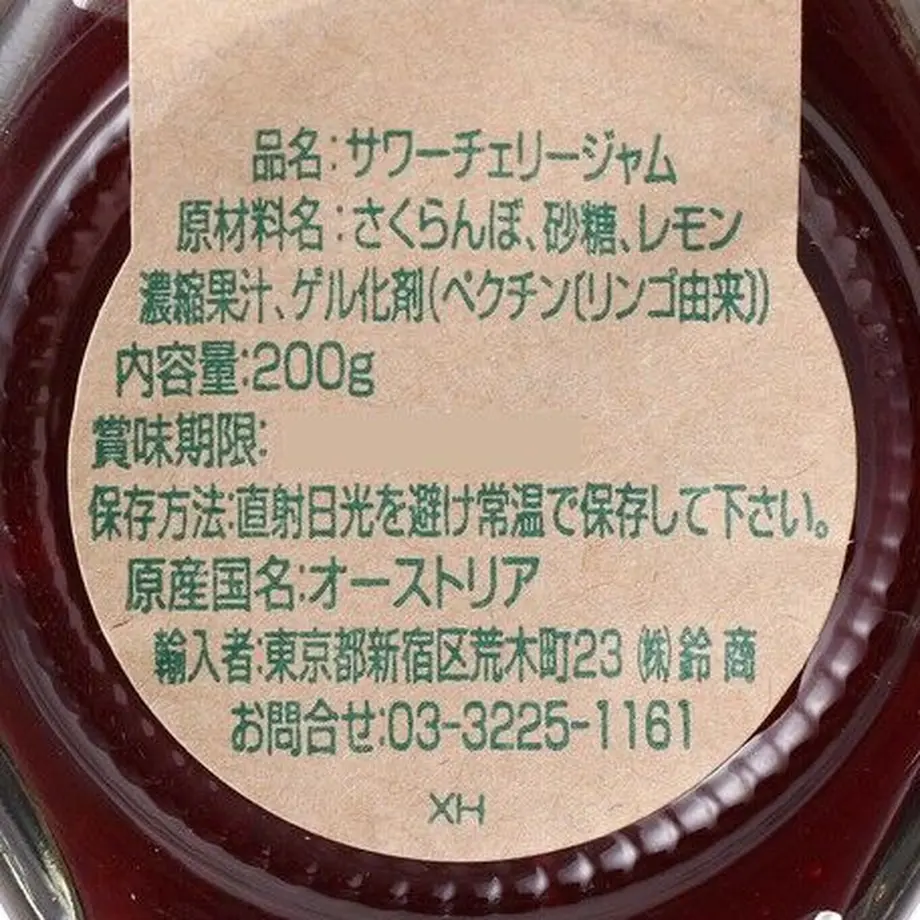 品名:サワーチェリージャム
原材料名:さくらんぼ、砂糖、レモン
濃縮果汁、ゲル化剤(ペクチン(リンゴ由来))
内容量:200g
賞味期限:
保存方法:直射日光を避け常温で保存して下さい。
原産国名:オーストリア
輸入者:東京都新宿区荒木町23 ㈱鈴商
お問合せ:03-3225-1161
XH